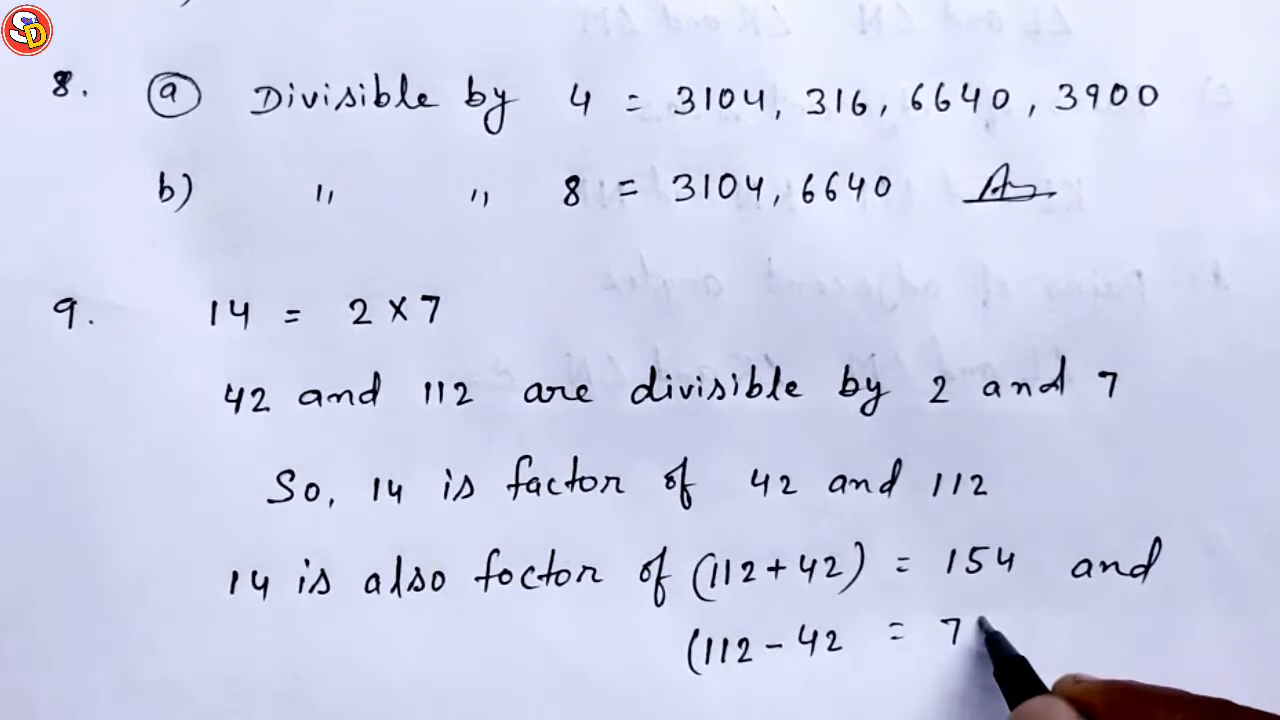 SD
8. (a) Divisible by 4 = 3104, 316, 6640, 3900
b) " " 8 = 3104, 6640 Ans
9. 14 = 2 × 7
42 and 112 are divisible by 2 and 7
So, 14 is factor of 42 and 112
14 is also foctor of (112 + 42) = 154 and
(112 - 42 = 7